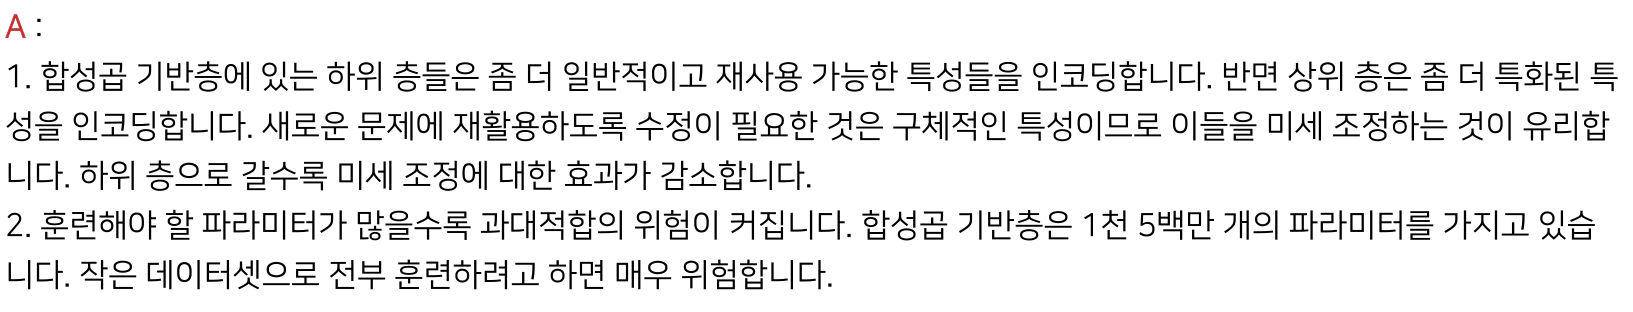 A :
1. 합성곱 기반층에 있는 하위 층들은 좀 더 일반적이고 재사용 가능한 특성들을 인코딩합니다. 반면 상위 층은 좀 더 특화된 특
성을 인코딩합니다. 새로운 문제에 재활용하도록 수정이 필요한 것은 구체적인 특성이므로 이들을 미세 조정하는 것이 유리합
니다. 하위 층으로 갈수록 미세 조정에 대한 효과가 감소합니다.
2. 훈련해야 할 파라미터가 많을수록 과대적합의 위험이 커집니다. 합성곱 기반층은 1천 5백만 개의 파라미터를 가지고 있습
니다. 작은 데이터셋으로 전부 훈련하려고 하면 매우 위험합니다.